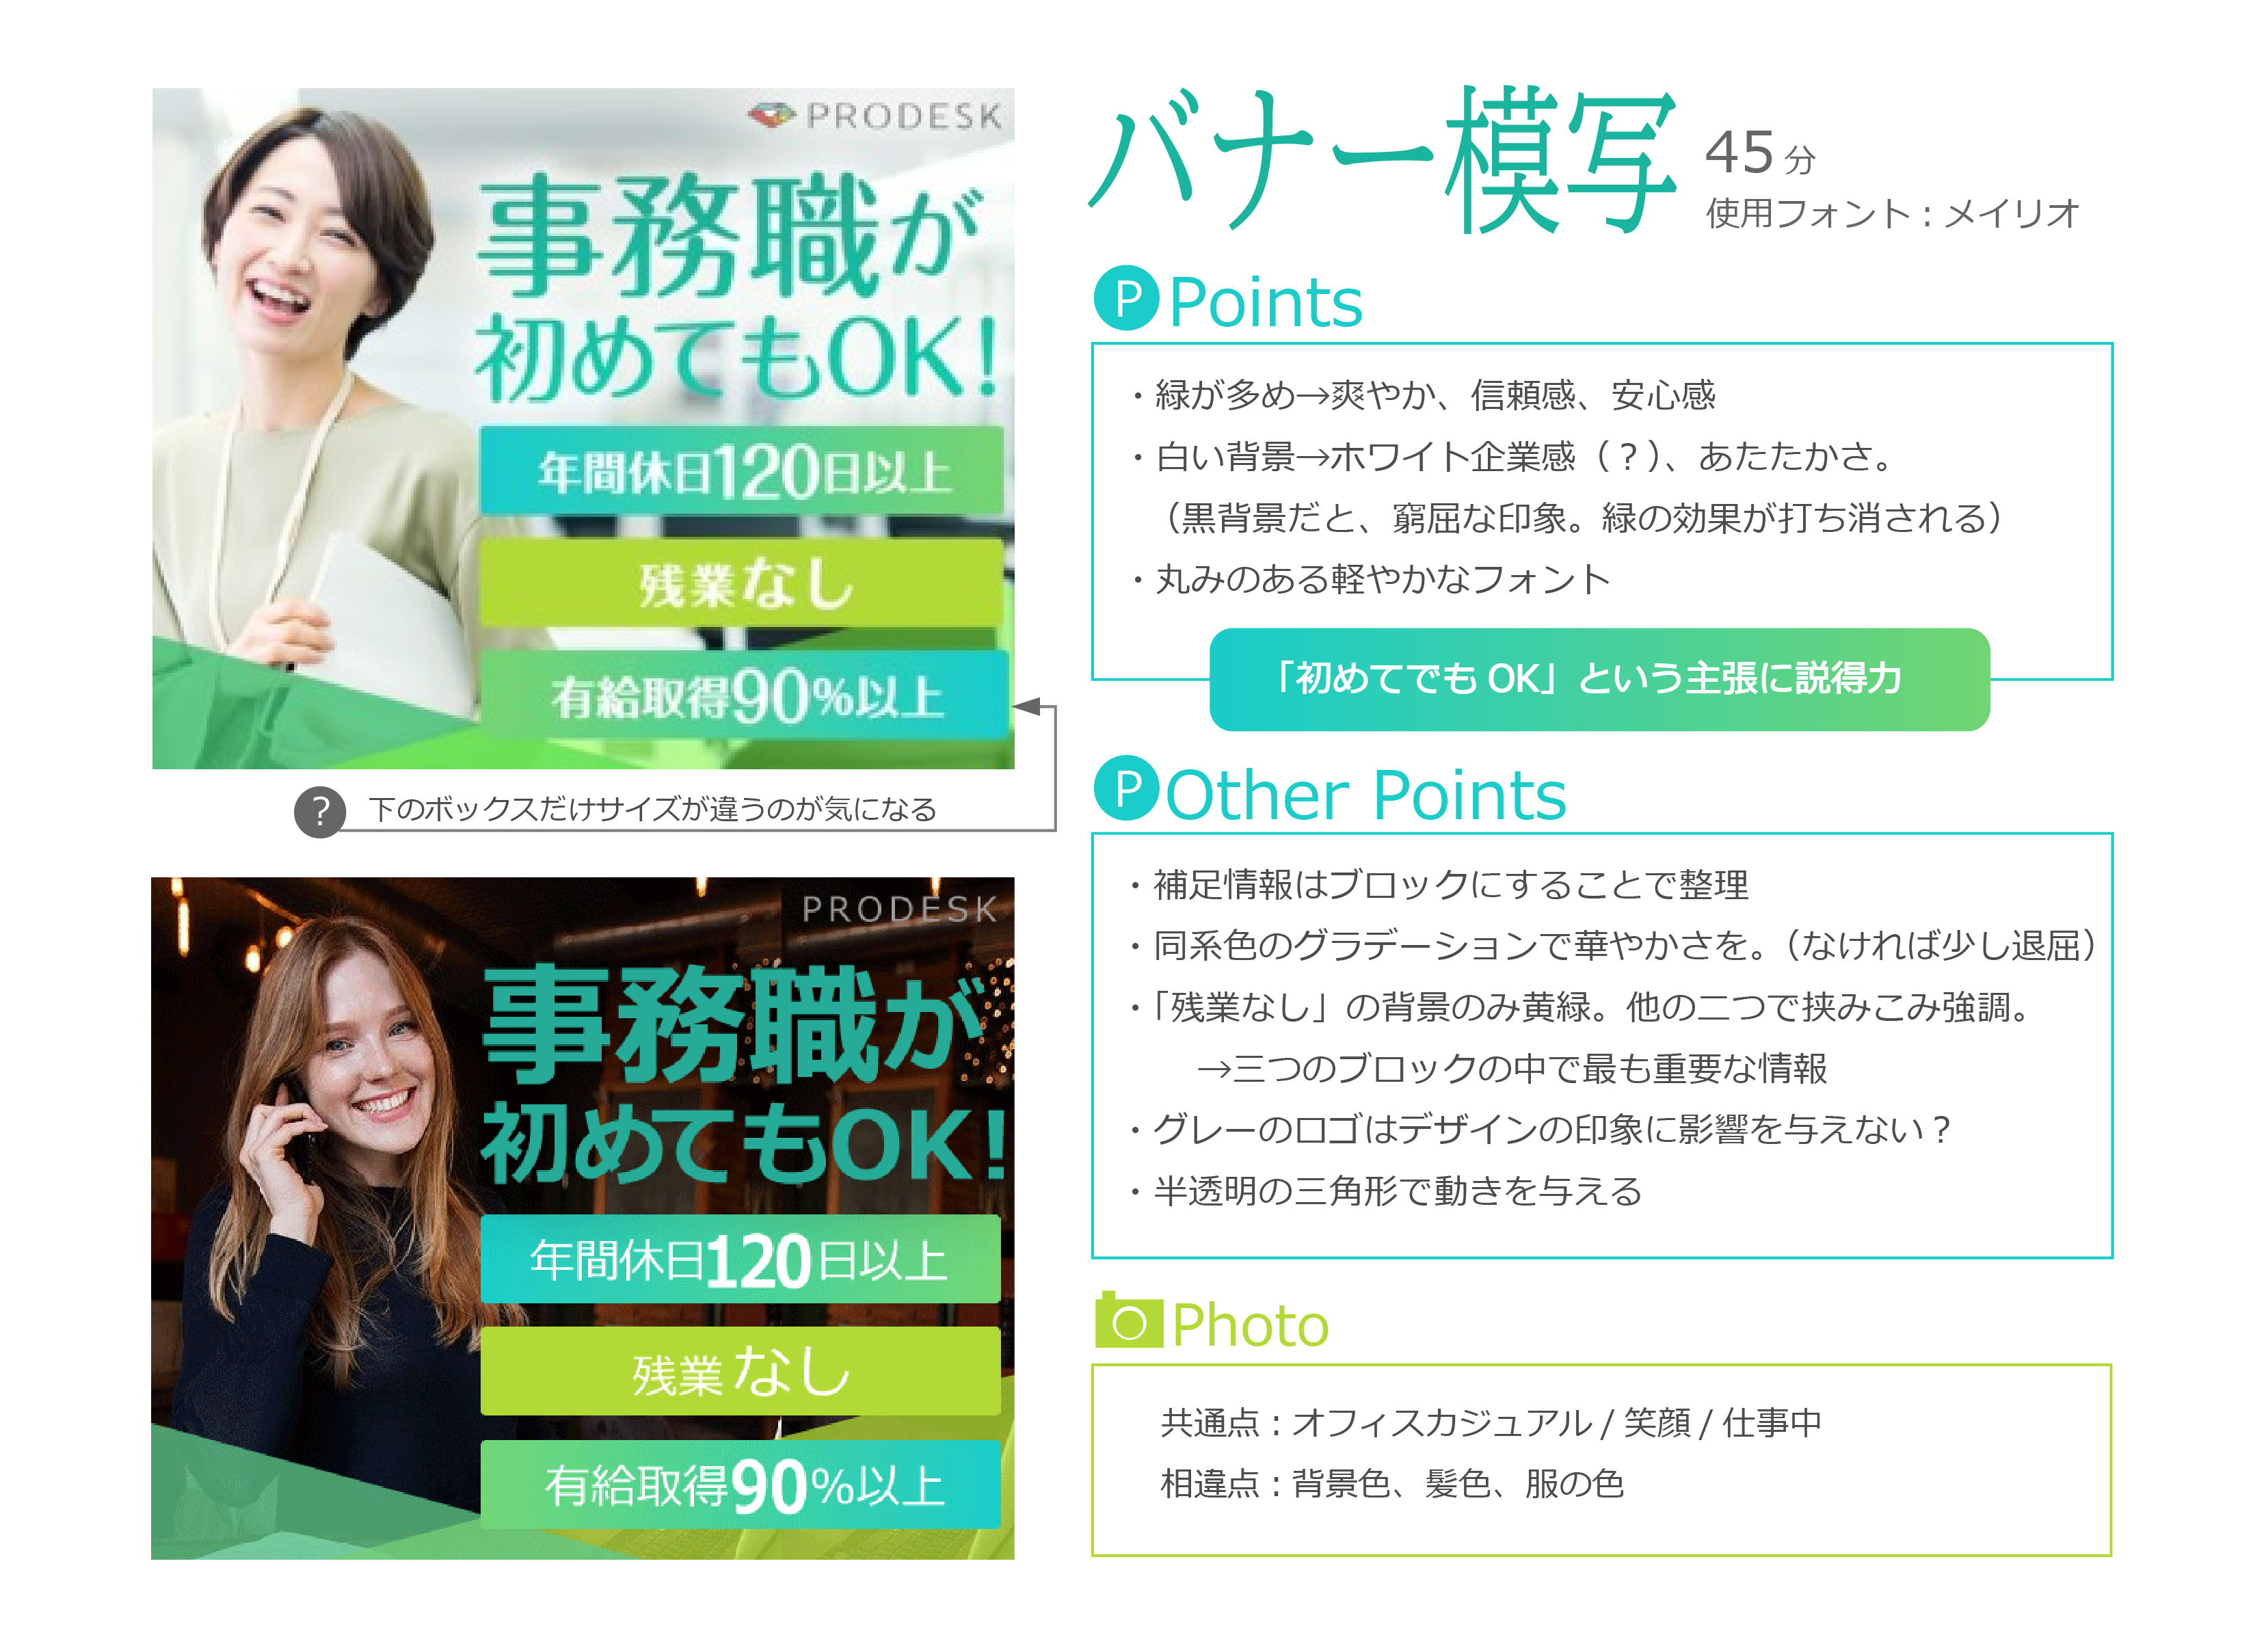 PRODESK
事務職が
初めてもOK!
年間休日120日以上
残業なし
有給取得90%以上
? 下のボックスだけサイズが違うのが気になる
PRODESK
事務職が
初めてもOK!
年間休日120日以上
残業なし
有給取得90%以上
バナー模写
45分
使用フォント：メイリオ
P Points
・緑が多め→爽やか、信頼感、安心感
・白い背景→ホワイト企業感（？）、あたたかさ。
（黒背景だと、窮屈な印象。緑の効果が打ち消される）
・丸みのある軽やかなフォント
「初めてでも OK」という主張に説得力
P Other Points
・補足情報はブロックにすることで整理
・同系色のグラデーションで華やかさを。（なければ少し退屈）
・「残業なし」の背景のみ黄緑。他の二つで挟みこみ強調。
→三つのブロックの中で最も重要な情報
・グレーのロゴはデザインの印象に影響を与えない？
・半透明の三角形で動きを与える
Photo
共通点：オフィスカジュアル / 笑顔 / 仕事中
相違点：背景色、髪色、服の色